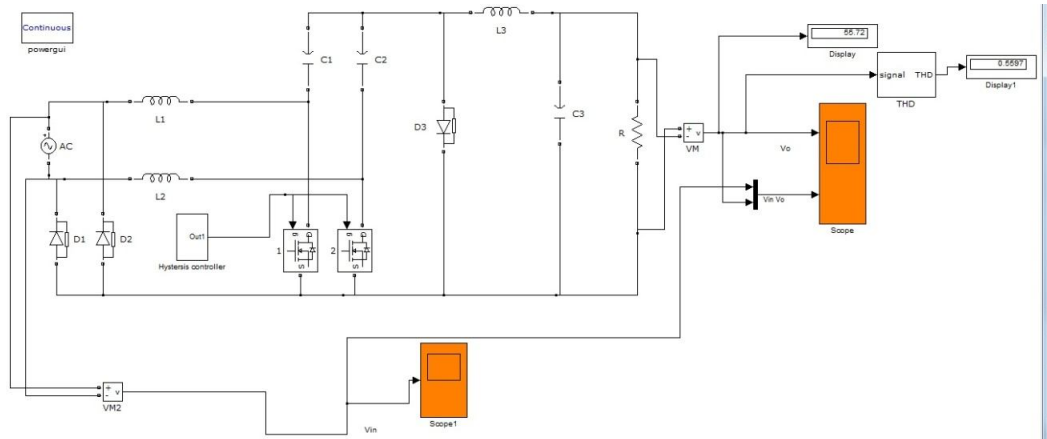 Continuous
powergui
L3
55.72
Display
C1
C2
signal
THD
0.5597
Display1
THD
L1
D3
C3
R
+
-
v
VM
AC
Vo
L2
Out1
Hystersis controller
D1
D2
g
D
S
1
g
D
S
2
Vin Vo
Scope
+
-
v
VM2
Vin
Scope1